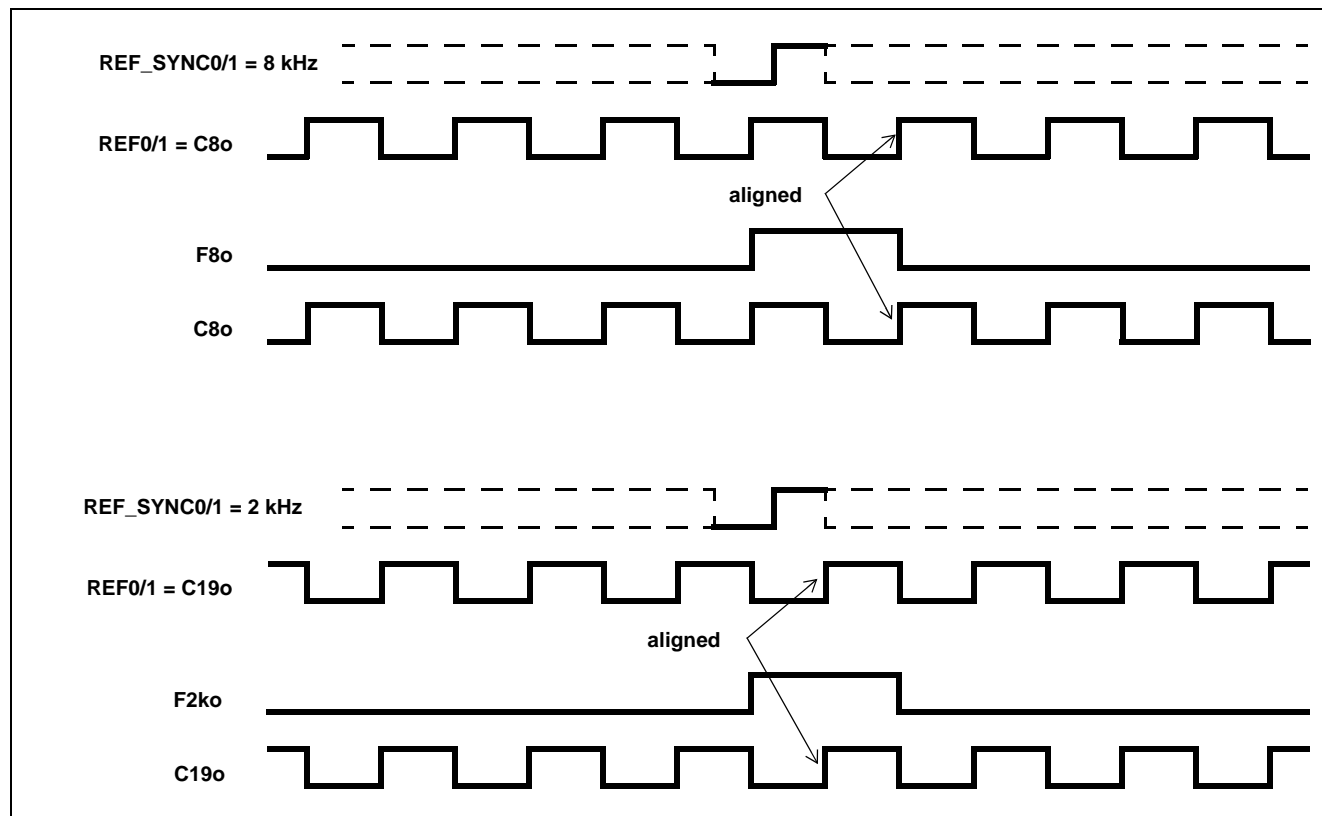 REF_SYNC0/1 = 8 kHz
REF0/1 = C8o
aligned
F8o
C8o
REF_SYNC0/1 = 2 kHz
REF0/1 = C19o
aligned
F2ko
C19o